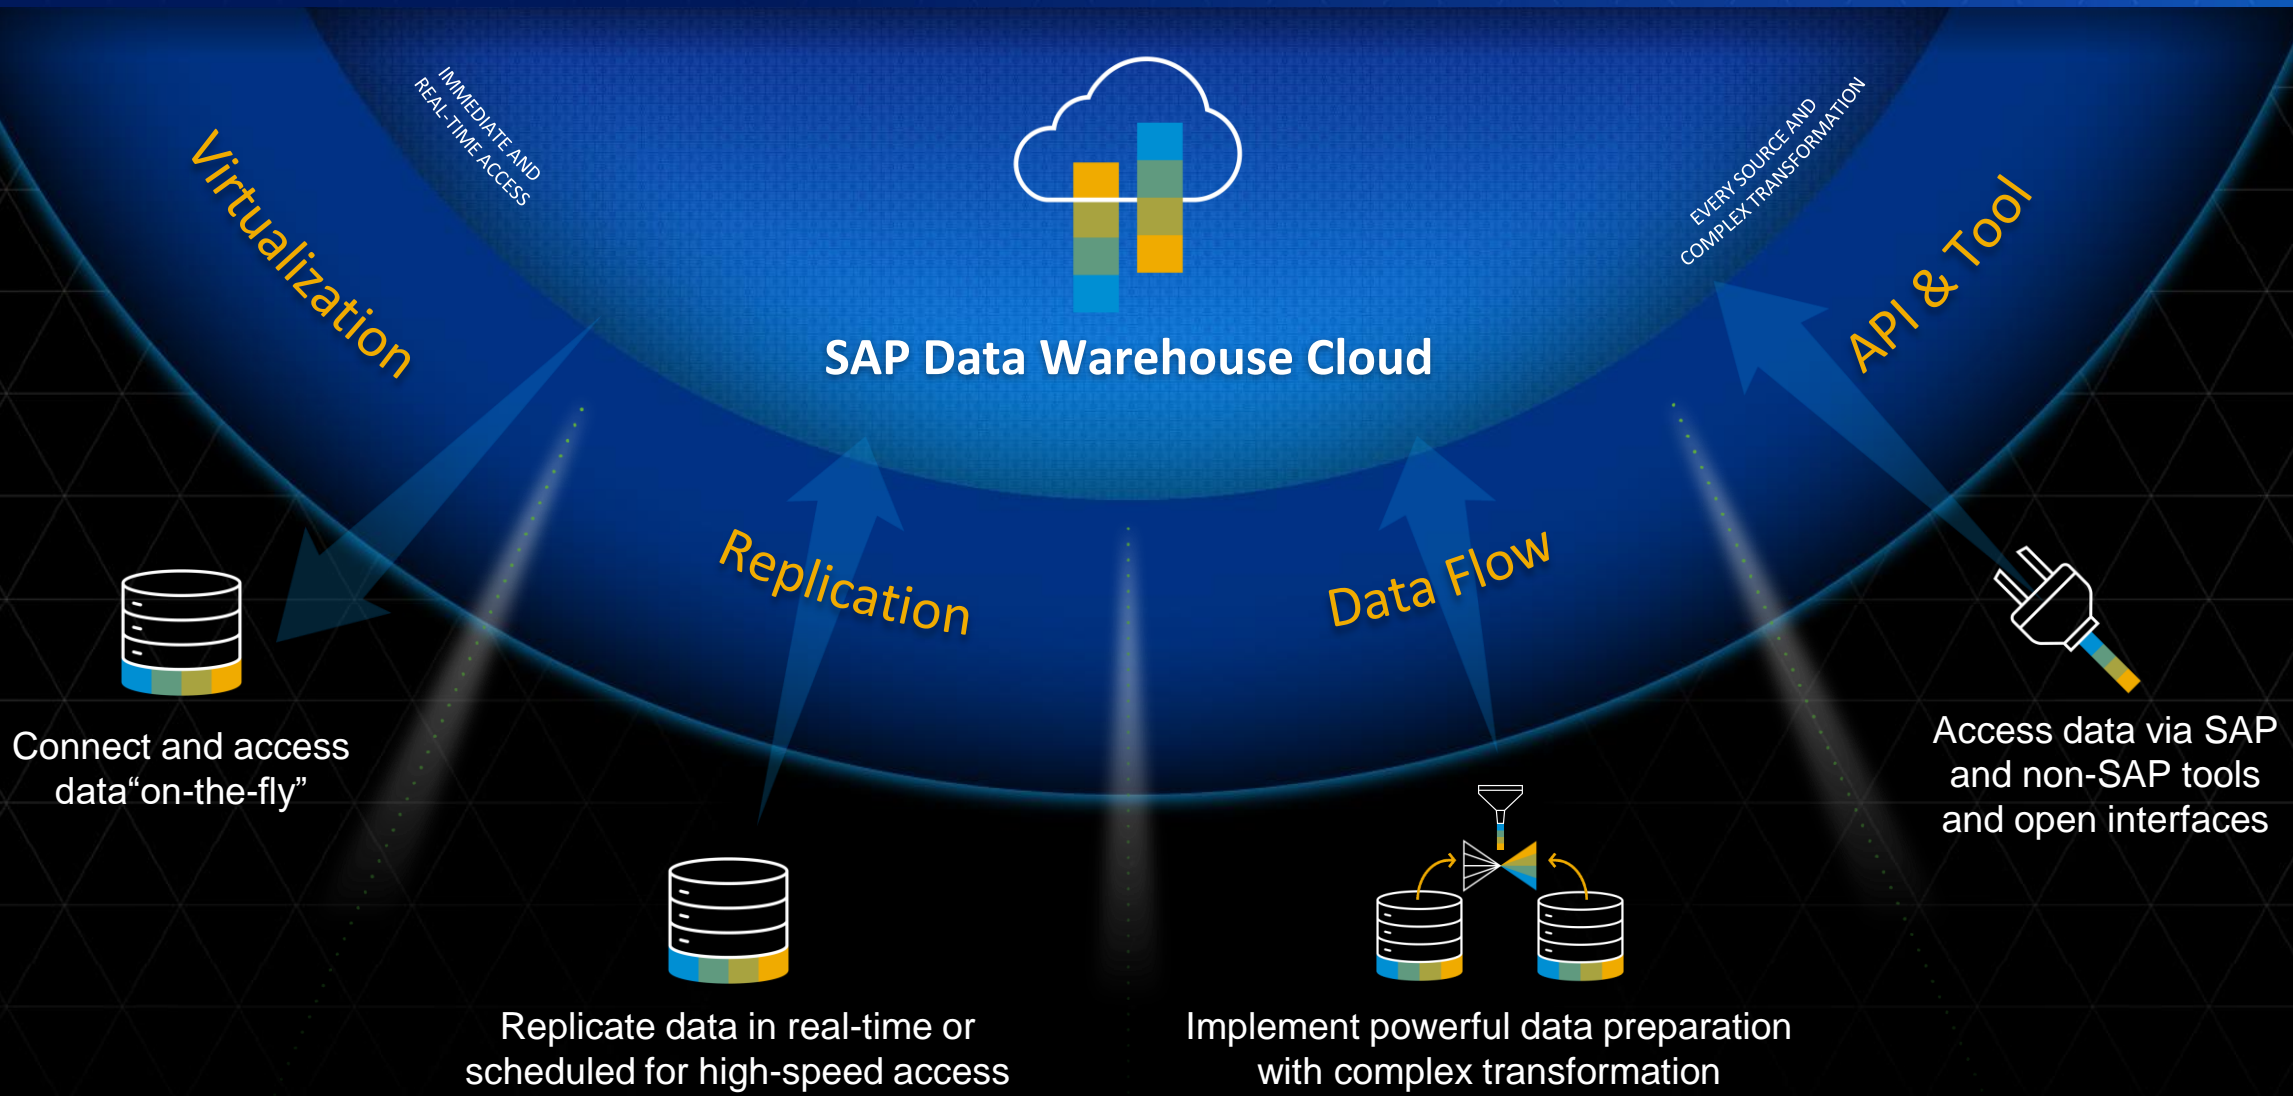 IMMEDIATE AND
REAL-TIME ACCESS
EVERY SOURCE AND
COMPLEX TRANSFORMATION
Virtualization
API & Tool
SAP Data Warehouse Cloud
Replication
Data Flow
Connect and access
data“on-the-fly”
Access data via SAP
and non-SAP tools
and open interfaces
Replicate data in real-time or
scheduled for high-speed access
Implement powerful data preparation
with complex transformation